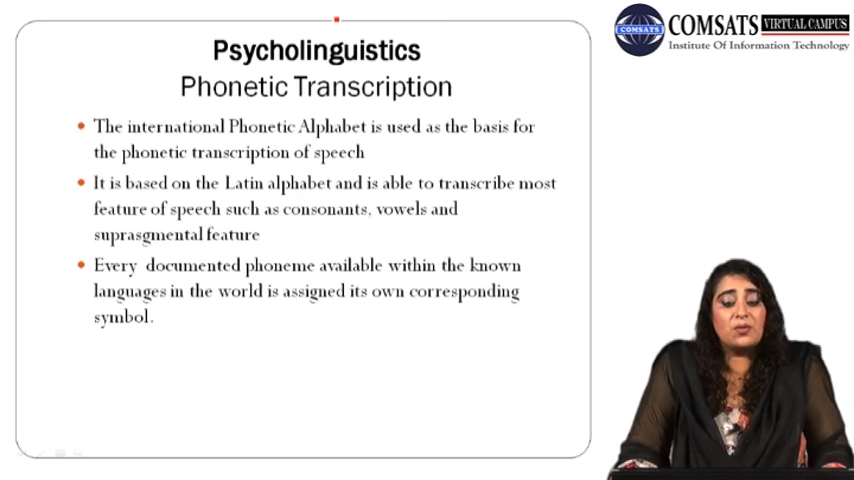 Psycholinguistics
Phonetic Transcription
The international Phonetic Alphabet is used as the basis for
the phonetic transcription of speech
It is based on the Latin alphabet and is able to transcribe most
feature of speech such as consonants, vowels and
suprasgmental feature
Every documented phoneme available within the known
languages in the world is assigned its own corresponding
symbol.
COMSATS
COMSATS VIRTUAL CAMPUS
Institute Of Information Technology